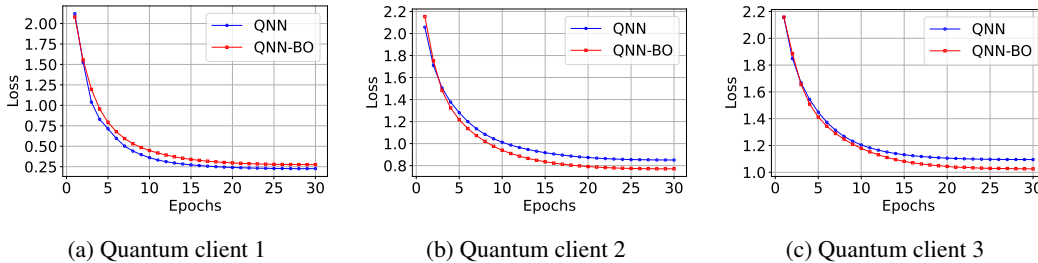 2.00
1.75
1.50
1.25
1.00
0.75
0.50
0.25
Loss
QNN
QNN-BO
0 5 10 15 20 25 30
Epochs
(a) Quantum client 1
2.2
2.0
1.8
1.6
1.4
1.2
1.0
0.8
Loss
QNN
QNN-BO
0 5 10 15 20 25 30
Epochs
(b) Quantum client 2
2.2
2.0
1.8
1.6
1.4
1.2
1.0
Loss
QNN
QNN-BO
0 5 10 15 20 25 30
Epochs
(c) Quantum client 3